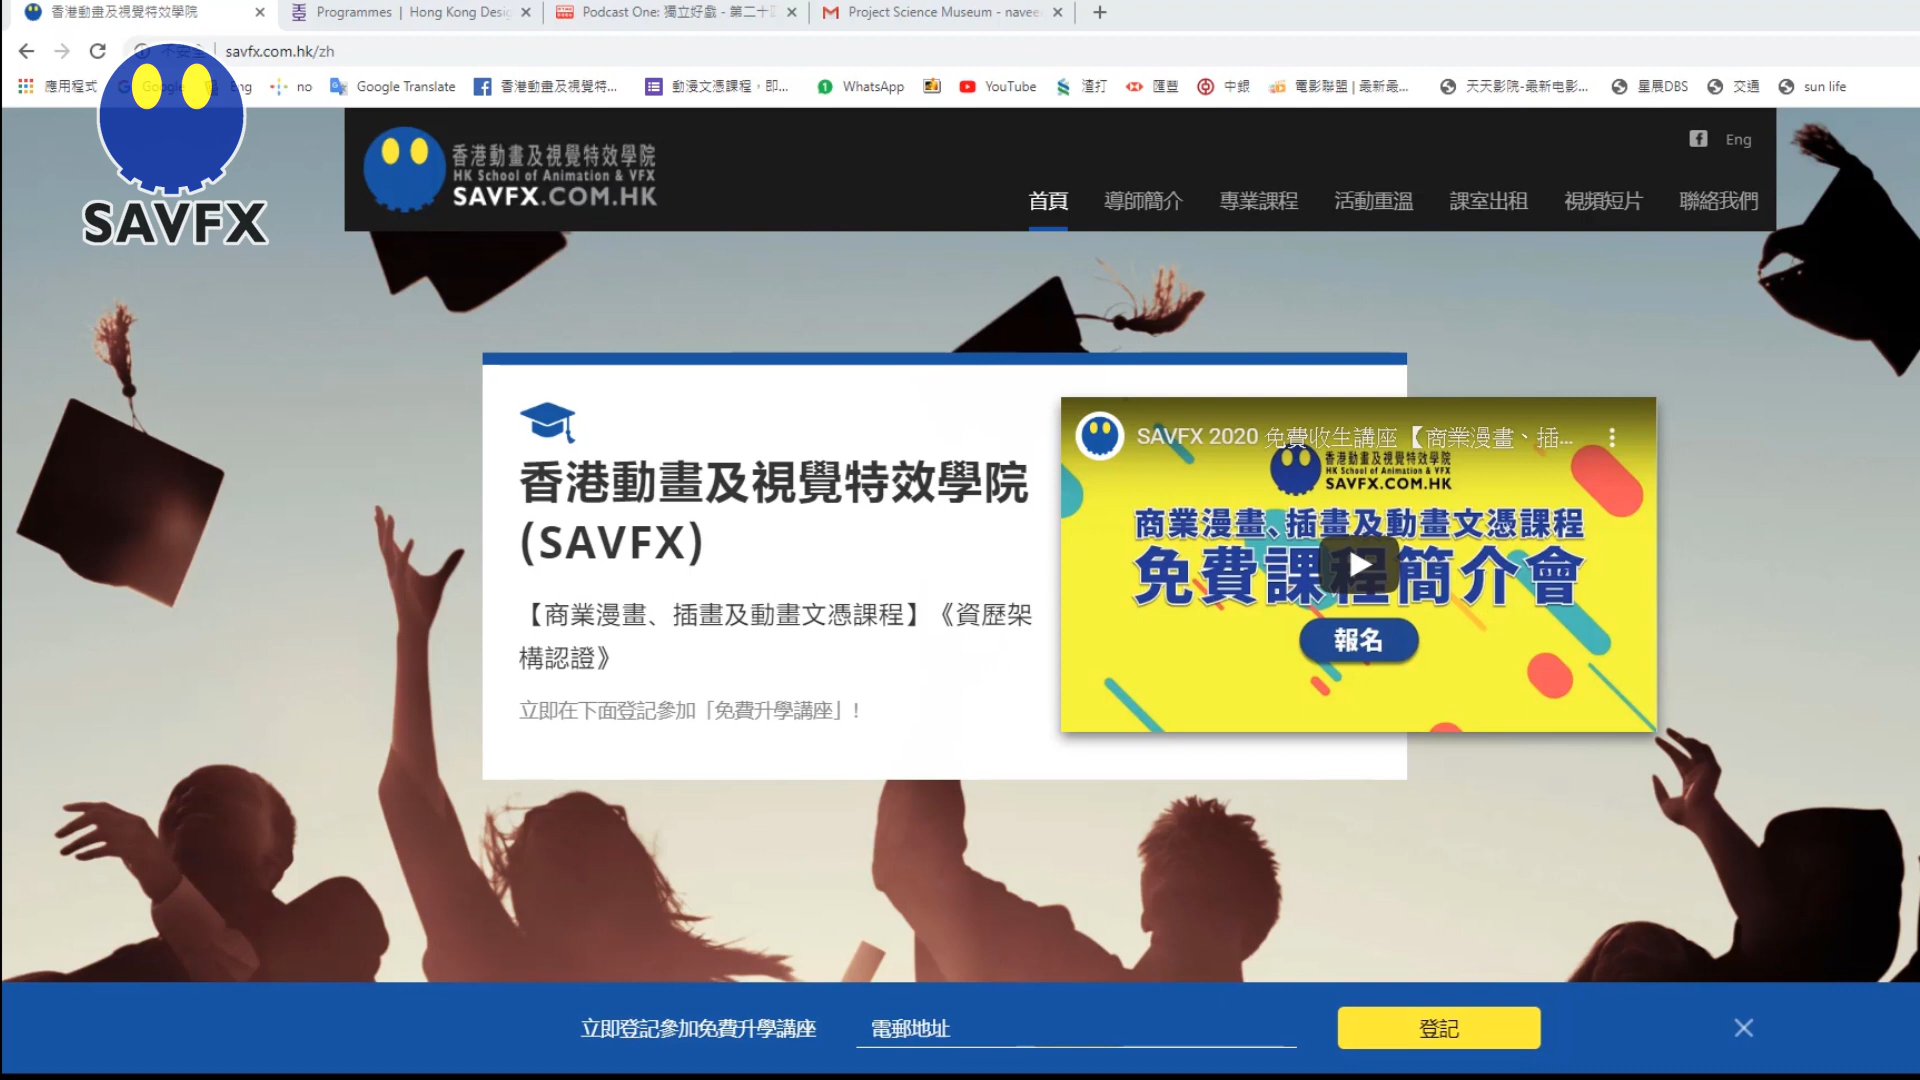 香港動畫及視覺特效學院
Programmes | Hong Kong Desi
Podcast One: 獨立好戲 - 第二十
Project Science Museum - navee
savfx.com.hk/zh
應用程式
Google
Eng
no
Google Translate
香港動畫及視覺特...
動漫文憑課程，即...
WhatsApp
YouTube
渣打
匯豐
中銀
電影聯盟 | 最新最...
天天影院-最新电影...
星展DBS
交通
sun life
SAVFX
香港動畫及視覺特效學院
HK School of Animation & VFX
SAVFX.COM.HK
Eng
首頁
導師簡介
專業課程
活動重溫
課室出租
視頻短片
聯絡我們
香港動畫及視覺特效學院
(SAVFX)
【商業漫畫、插畫及動畫文憑課程】《資歷架
構認證》
立即在下面登記參加「免費升學講座」！
SAVFX 2020 免費收生講座【商業漫畫、插...
香港動畫及視覺特效學院
HK School of Animation & VFX
SAVFX.COM.HK
商業漫畫、插畫及動畫文憑課程
免費課程簡介會
報名
立即登記參加免費升學講座
電郵地址
登記